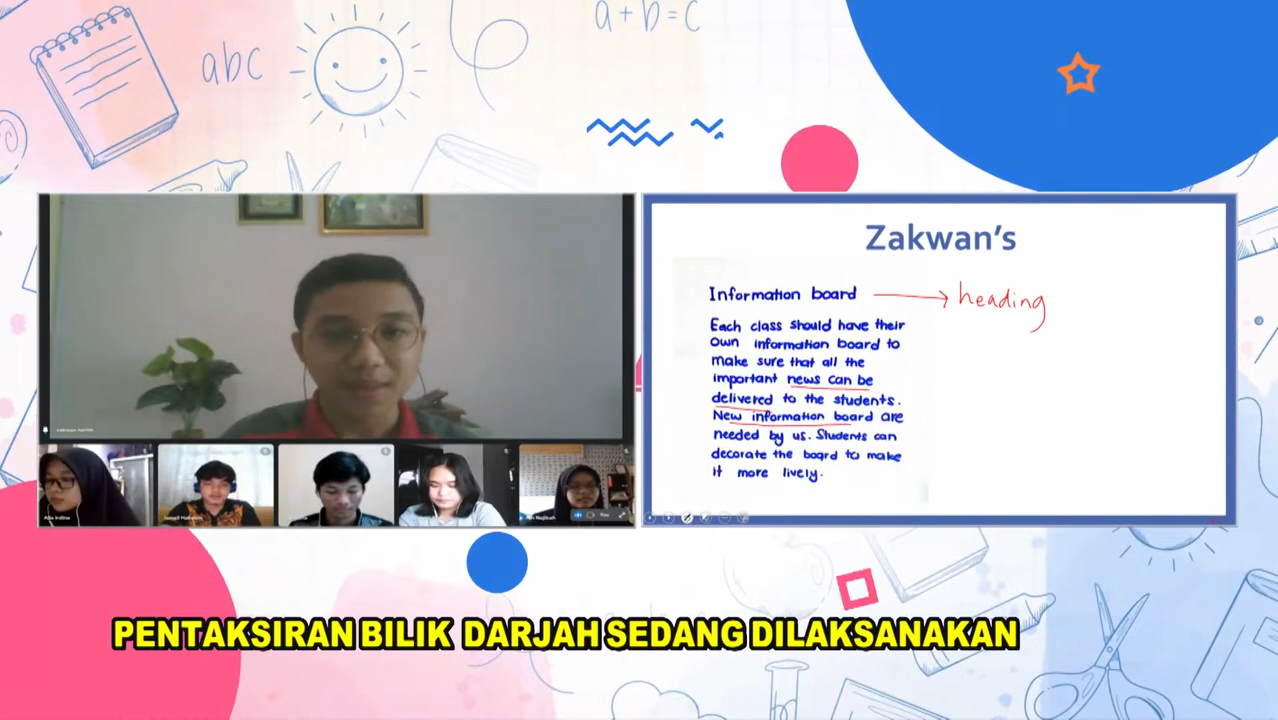 abc
a + b = c
Zakwan's
Information board → heading
Each class should have their
own information board to
make sure that all the
important news can be
delivered to the students.
New information board are
needed by us. Students can
decorate the board to make
it more lively.
You
PENTAKSIRAN BILIK DARJAH SEDANG DILAKSANAKAN